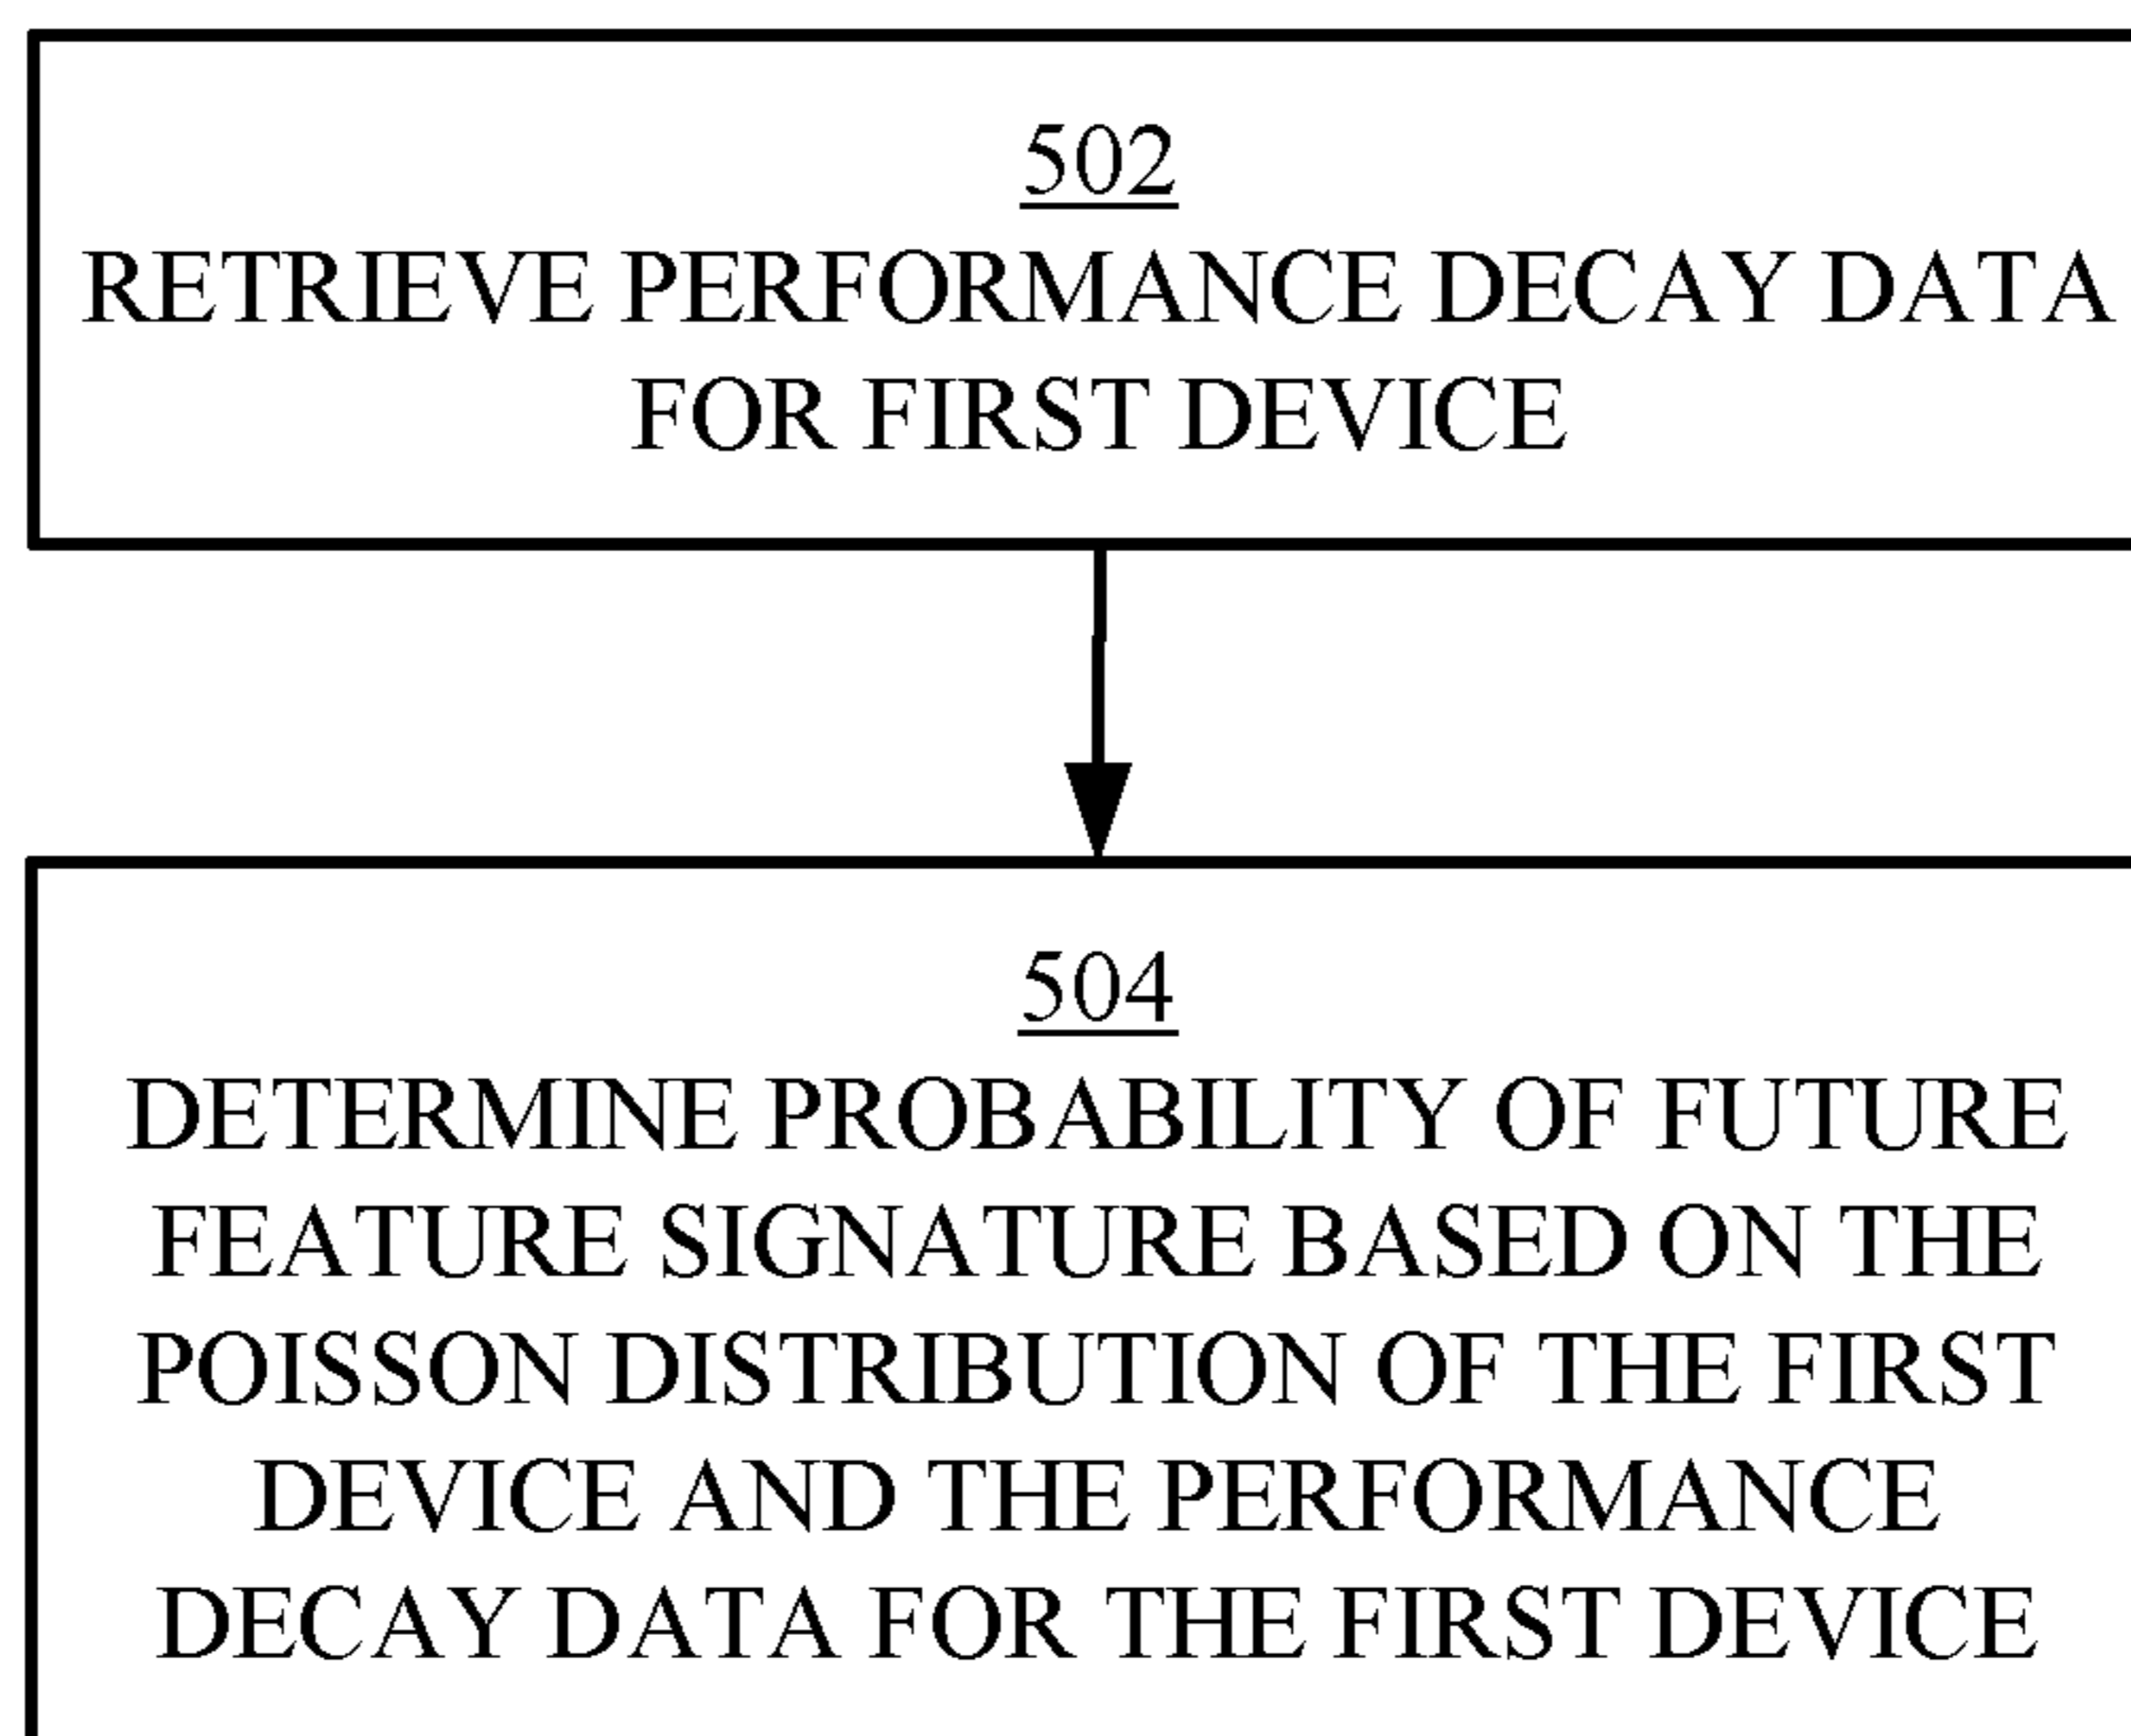 502
RETRIEVE PERFORMANCE DECAY DATA
FOR FIRST DEVICE
504
DETERMINE PROBABILITY OF FUTURE
FEATURE SIGNATURE BASED ON THE
POISSON DISTRIBUTION OF THE FIRST
DEVICE AND THE PERFORMANCE
DECAY DATA FOR THE FIRST DEVICE